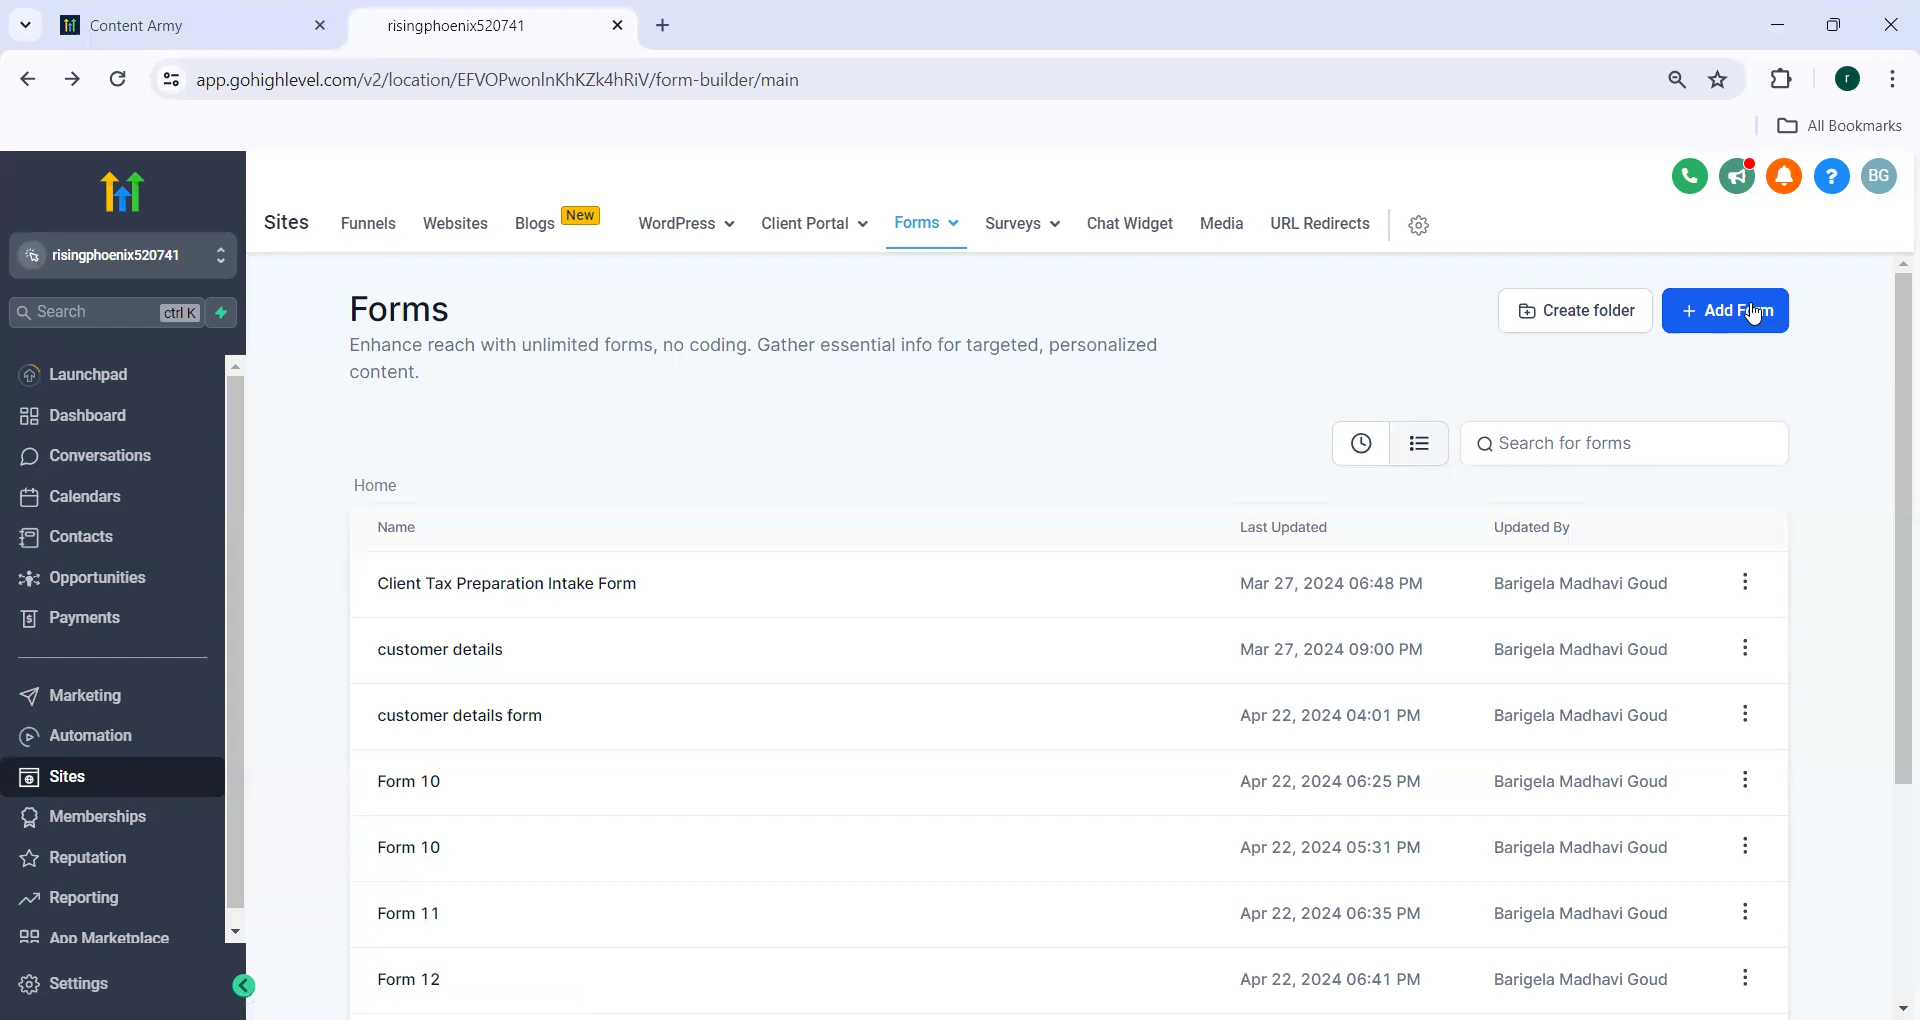 Content Army
risingphoenix520741
app.gohighlevel.com/v2/location/EFVOPwonlnKhKZk4hRiV/form-builder/main
r
All Bookmarks
BG
Sites Funnels Websites Blogs New WordPress Client Portal Forms Surveys Chat Widget Media URL Redirects
risingphoenix520741
Search ctrl K
Launchpad
Dashboard
Conversations
Calendars
Contacts
Opportunities
Payments
Marketing
Automation
Sites
Memberships
Reputation
Reporting
App Marketplace
Settings
Forms
Enhance reach with unlimited forms, no coding. Gather essential info for targeted, personalized
content.
Create folder
+ Add Form
Search for forms
Home
Name Last Updated Updated By
Client Tax Preparation Intake Form Mar 27, 2024 06:48 PM Barigela Madhavi Goud
customer details Mar 27, 2024 09:00 PM Barigela Madhavi Goud
customer details form Apr 22, 2024 04:01 PM Barigela Madhavi Goud
Form 10 Apr 22, 2024 06:25 PM Barigela Madhavi Goud
Form 10 Apr 22, 2024 05:31 PM Barigela Madhavi Goud
Form 11 Apr 22, 2024 06:35 PM Barigela Madhavi Goud
Form 12 Apr 22, 2024 06:41 PM Barigela Madhavi Goud